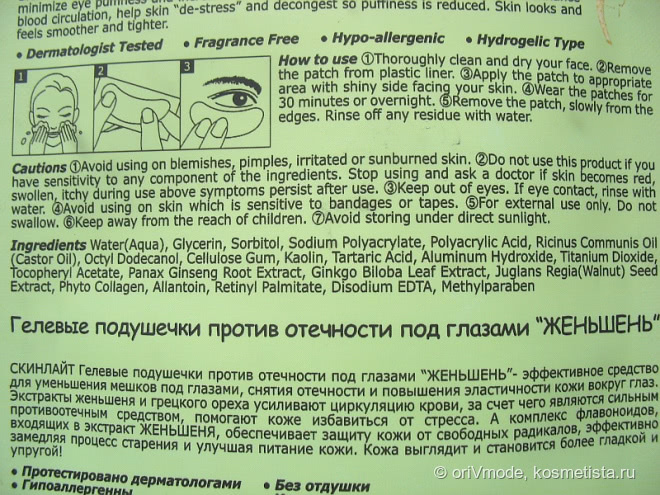 minimize eye puffiness and
blood circulation, help skin "de-stress" and decongest so puffiness is reduced. Skin looks and
feels smoother and tighter.
• Dermatologist Tested • Fragrance Free • Hypo-allergenic • Hydrogelic Type
1 2 3
How to use ①Thoroughly clean and dry your face. ②Remove
the patch from plastic liner. ③Apply the patch to appropriate
area with shiny side facing your skin. ④Wear the patches for
30 minutes or overnight. ⑤Remove the patch, slowly from the
edges. Rinse off any residue with water.
Cautions ①Avoid using on blemishes, pimples, irritated or sunburned skin. ②Do not use this product if you
have sensitivity to any component of the ingredients. Stop using and ask a doctor if skin becomes red,
swollen, itchy during use above symptoms persist after use. ③Keep out of eyes. If eye contact, rinse with
water. ④Avoid using on skin which is sensitive to bandages or tapes. ⑤For external use only. Do not
swallow. ⑥Keep away from the reach of children. ⑦Avoid storing under direct sunlight.
Ingredients Water(Aqua), Glycerin, Sorbitol, Sodium Polyacrylate, Polyacrylic Acid, Ricinus Communis Oil
(Castor Oil), Octyl Dodecanol, Cellulose Gum, Kaolin, Tartaric Acid, Aluminum Hydroxide, Titanium Dioxide,
Tocopheryl Acetate, Panax Ginseng Root Extract, Ginkgo Biloba Leaf Extract, Juglans Regia(Walnut) Seed
Extract, Phyto Collagen, Allantoin, Retinyl Palmitate, Disodium EDTA, Methylparaben
Гелевые подушечки против отечности под глазами "ЖЕНЬШЕНЬ"
СКИНЛАЙТ Гелевые подушечки против отечности под глазами "ЖЕНЬШЕНЬ"- эффективное средство
для уменьшения мешков под глазами, снятия отечности и повышения эластичности кожи вокруг глаз.
Экстракты женьшеня и грецкого ореха усиливают циркуляцию крови, за счет чего являются сильным
противоотечным средством, помогают коже избавиться от стресса. А комплекс флавоноидов,
входящих в экстракт ЖЕНЬШЕНЯ, обеспечивает защиту кожи от свободных радикалов, эффективно
замедляя процесс старения и улучшая питание кожи. Кожа выглядит и становится более гладкой и
упругой!
• Протестировано дерматологами • Без отдушки
• Гипоаллергенны
© oriVmode, kosmetista.ru